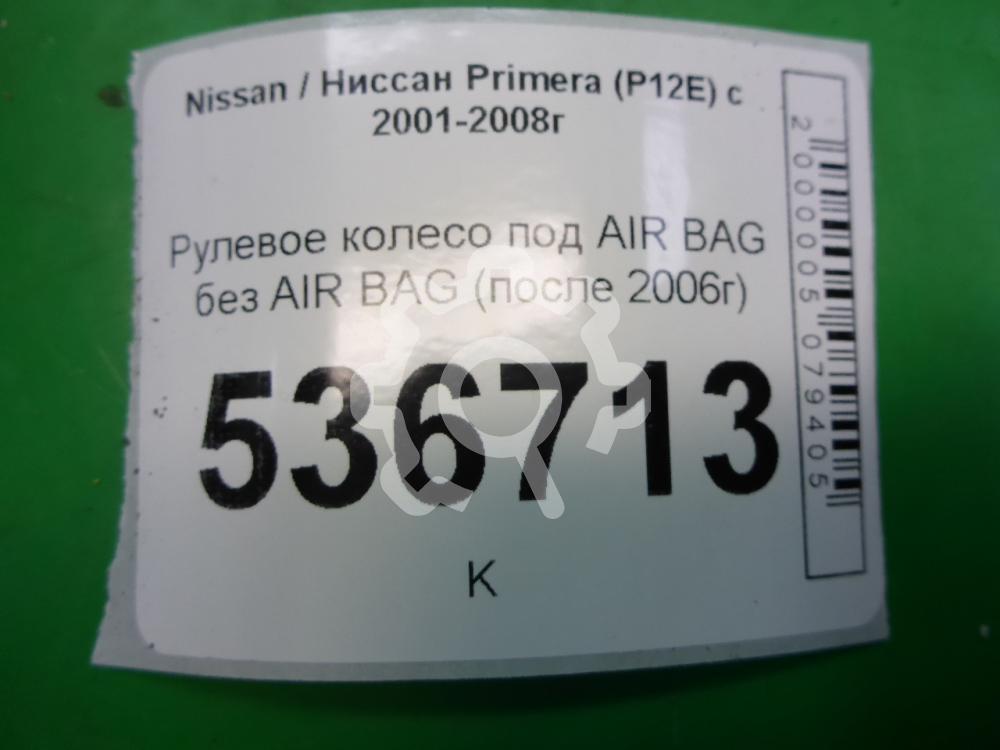 Nissan / Ниссан Primera (P12E) с
2001-2008г
Рулевое колесо под AIR BAG
без AIR BAG (после 2006г)
536713
К
2000005079405